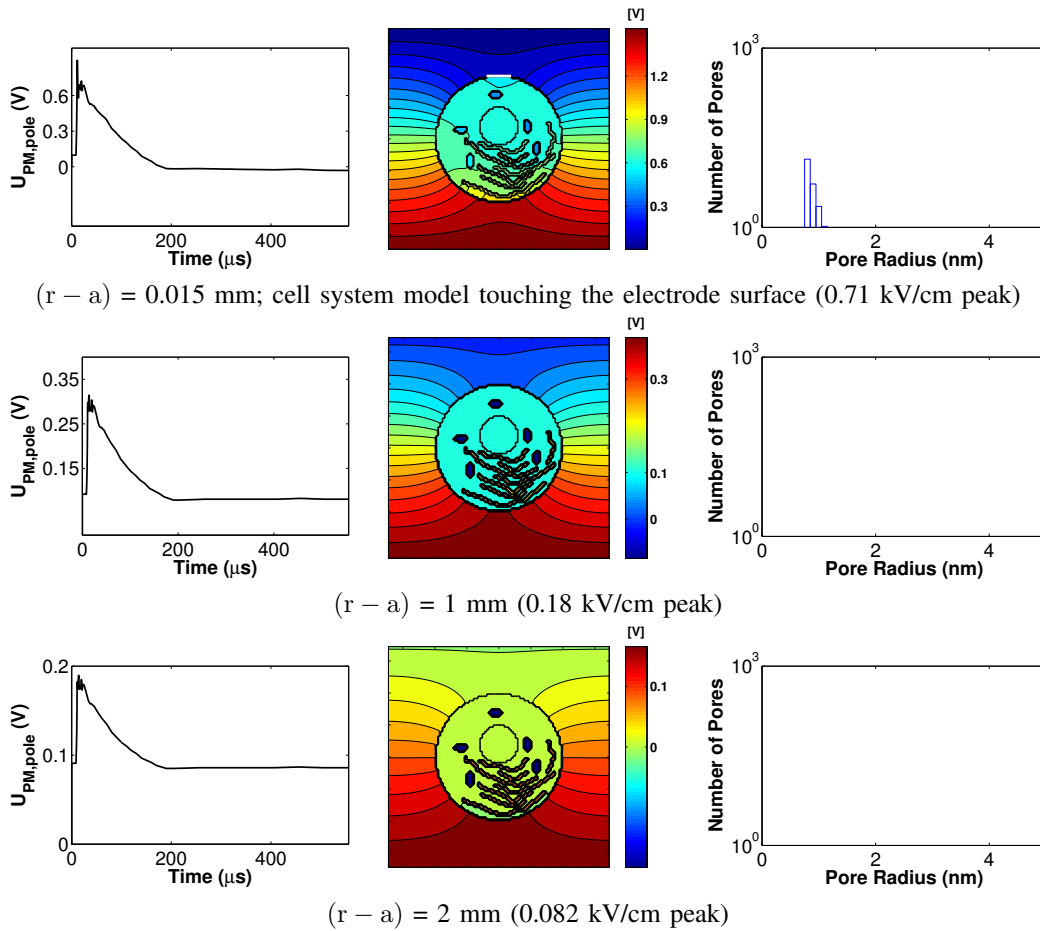 [V]
U_PM,pole (V)
0.6
0.3
0
0
200
400
Time (μs)
1.2
0.9
0.6
0.3
Number of Pores
10^3
10^0
0
2
4
Pore Radius (nm)
(r − a) = 0.015 mm; cell system model touching the electrode surface (0.71 kV/cm peak)
[V]
U_PM,pole (V)
0.35
0.25
0.15
0
200
400
Time (μs)
0.3
0.1
0
Number of Pores
10^3
10^0
0
2
4
Pore Radius (nm)
(r − a) = 1 mm (0.18 kV/cm peak)
[V]
U_PM,pole (V)
0.2
0.1
0
0
200
400
Time (μs)
0.1
0
Number of Pores
10^3
10^0
0
2
4
Pore Radius (nm)
(r − a) = 2 mm (0.082 kV/cm peak)